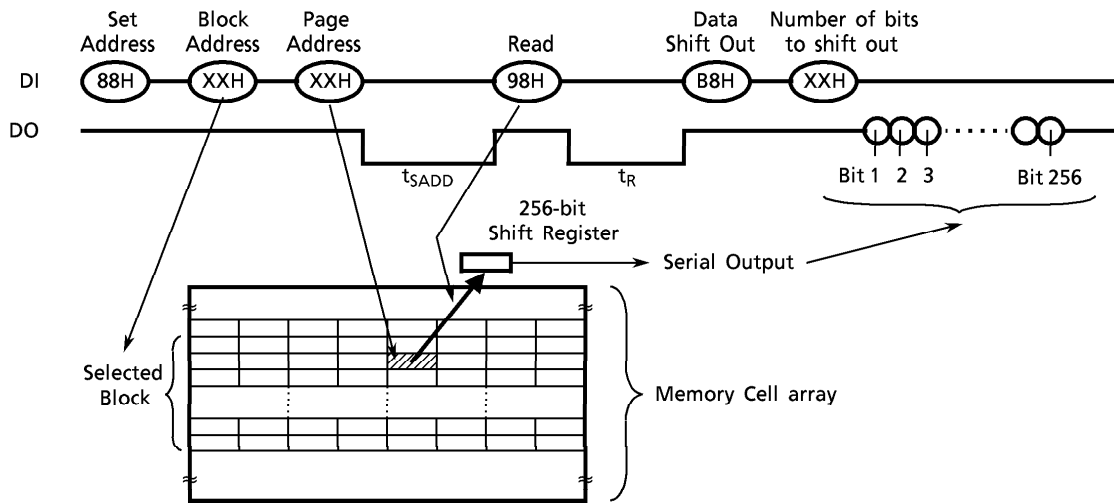 Set Address
Block Address
Page Address
Read
Data Shift Out
Number of bits to shift out
DI
88H
XXH
XXH
98H
B8H
XXH
DO
tSADD
tR
Bit 1 2 3
Bit 256
256-bit
Shift Register
Serial Output
Selected
Block
Memory Cell array